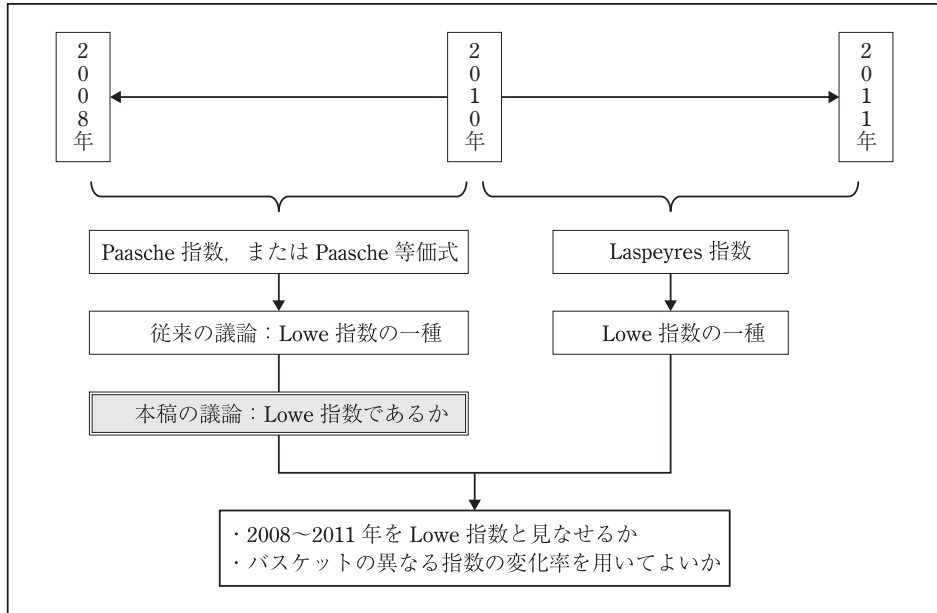 2008年
2010年
2011年
Paasche 指数，または Paasche 等価式
Laspeyres 指数
従来の議論：Lowe 指数の一種
Lowe 指数の一種
本稿の議論：Lowe 指数であるか
・2008～2011 年を Lowe 指数と見なせるか
・バスケットの異なる指数の変化率を用いてよいか